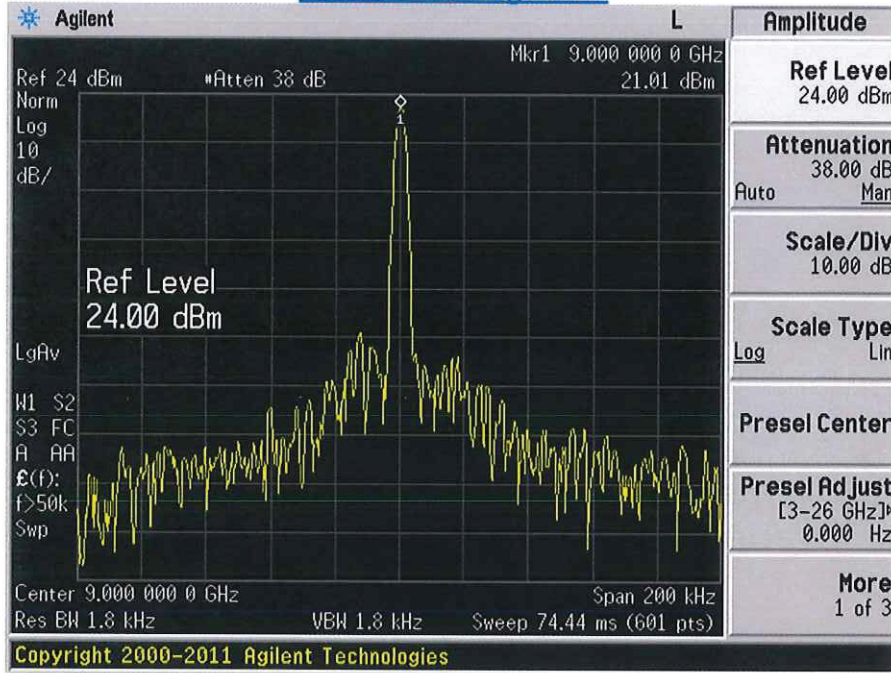 Agilent L Amplitude
Mkr1 9.000 000 0 GHz
Ref 24 dBm #Atten 38 dB 21.01 dBm
Norm
Log
10
dB/
1
Ref Level
24.00 dBm
LgAv
W1 S2
S3 FC
A AA
£(f):
f>50k
Swp
Center 9.000 000 0 GHz Span 200 kHz
Res BW 1.8 kHz VBW 1.8 kHz Sweep 74.44 ms (601 pts)
Copyright 2000-2011 Agilent Technologies
Ref Level
24.00 dBm
Attenuation
38.00 dB
Auto Man
Scale/Div
10.00 dB
Scale Type
Log Lin
Presel Center
Presel Adjust
[3-26 GHz]
0.000 Hz
More
1 of 3